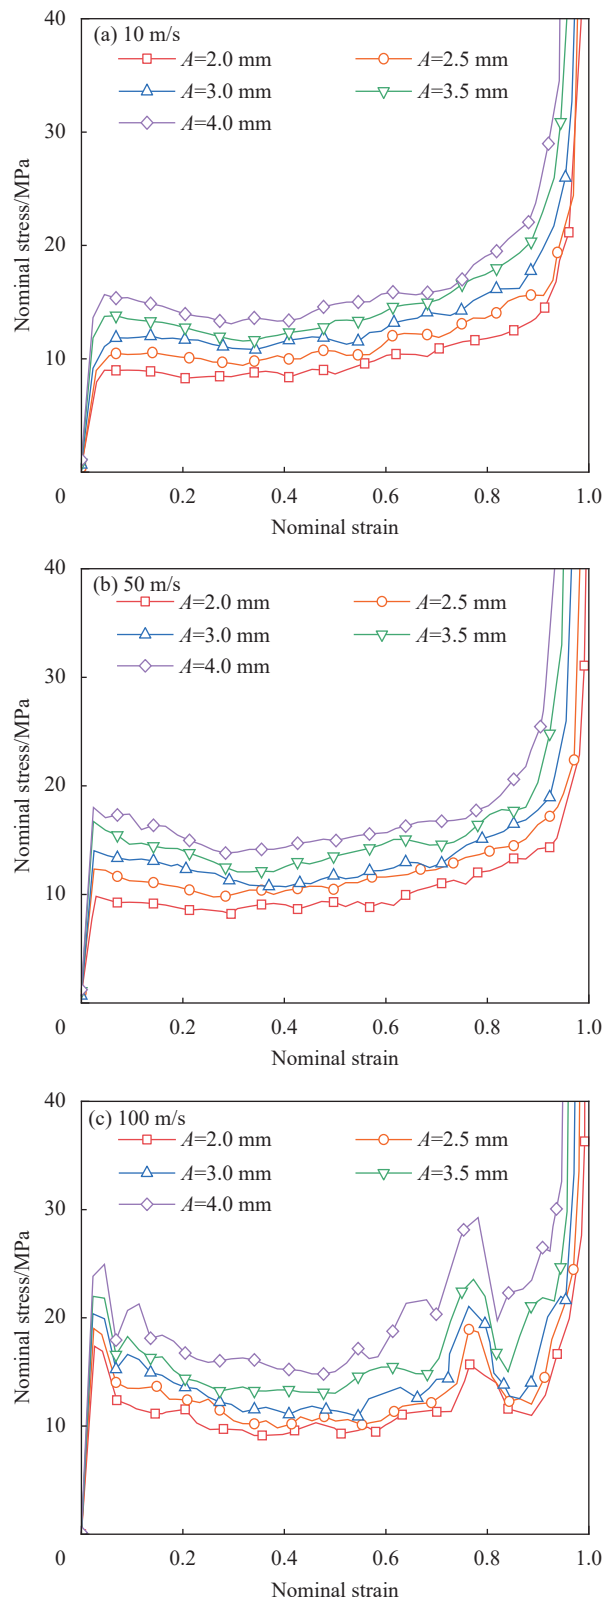 40
(a) 10 m/s
A=2.0 mm A=2.5 mm
A=3.0 mm A=3.5 mm
A=4.0 mm
30
Nominal stress/MPa
20
10
0 0.2 0.4 0.6 0.8 1.0
Nominal strain
40
(b) 50 m/s
A=2.0 mm A=2.5 mm
A=3.0 mm A=3.5 mm
A=4.0 mm
30
Nominal stress/MPa
20
10
0 0.2 0.4 0.6 0.8 1.0
Nominal strain
40
(c) 100 m/s
A=2.0 mm A=2.5 mm
A=3.0 mm A=3.5 mm
A=4.0 mm
30
Nominal stress/MPa
20
10
0 0.2 0.4 0.6 0.8 1.0
Nominal strain